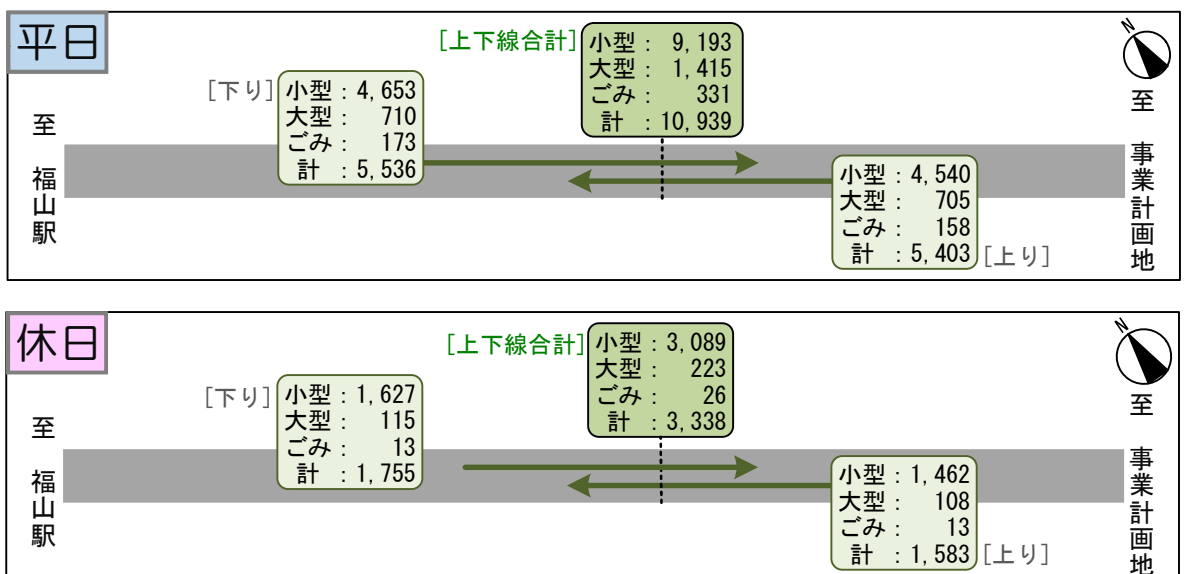 平日
[上下線合計]
小型： 9,193
大型： 1,415
ごみ： 331
計 ：10,939
[下り]
小型：4,653
大型： 710
ごみ： 173
計 ：5,536
N
至 福山駅
至 事業計画地
小型：4,540
大型： 705
ごみ： 158
計 ：5,403
[上り]
休日
[上下線合計]
小型：3,089
大型： 223
ごみ： 26
計 ：3,338
[下り]
小型：1,627
大型： 115
ごみ： 13
計 ：1,755
N
至 福山駅
至 事業計画地
小型：1,462
大型： 108
ごみ： 13
計 ：1,583
[上り]